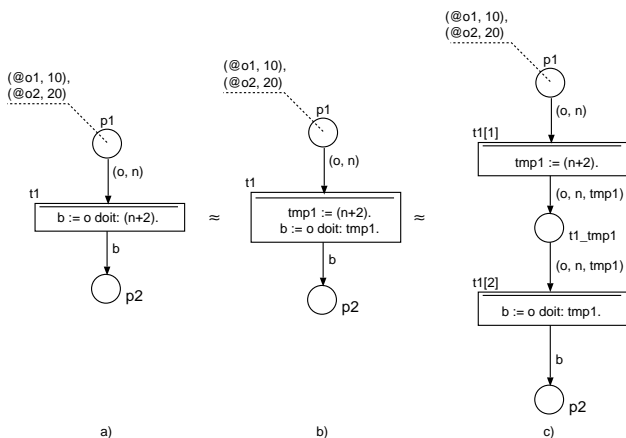 (@o1, 10),
(@o2, 20)
p1
(o, n)
t1
b := o doit: (n+2).
b
p2
a)
≈
(@o1, 10),
(@o2, 20)
p1
(o, n)
t1
tmp1 := (n+2).
b := o doit: tmp1.
b
p2
b)
≈
(@o1, 10),
(@o2, 20)
p1
(o, n)
t1[1]
tmp1 := (n+2).
(o, n, tmp1)
t1_tmp1
(o, n, tmp1)
t1[2]
b := o doit: tmp1.
b
p2
c)